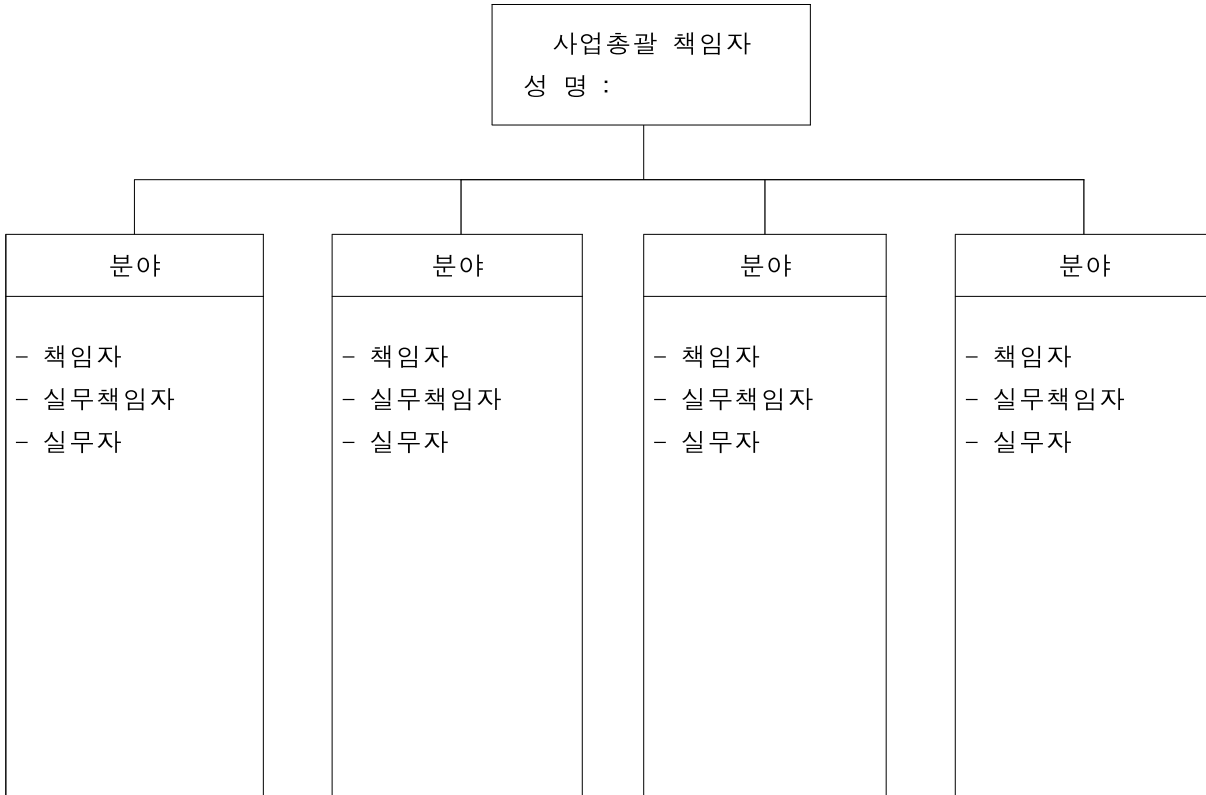 사업총괄 책임자
성 명 :
분야
- 책임자
- 실무책임자
- 실무자
분야
- 책임자
- 실무책임자
- 실무자
분야
- 책임자
- 실무책임자
- 실무자
분야
- 책임자
- 실무책임자
- 실무자